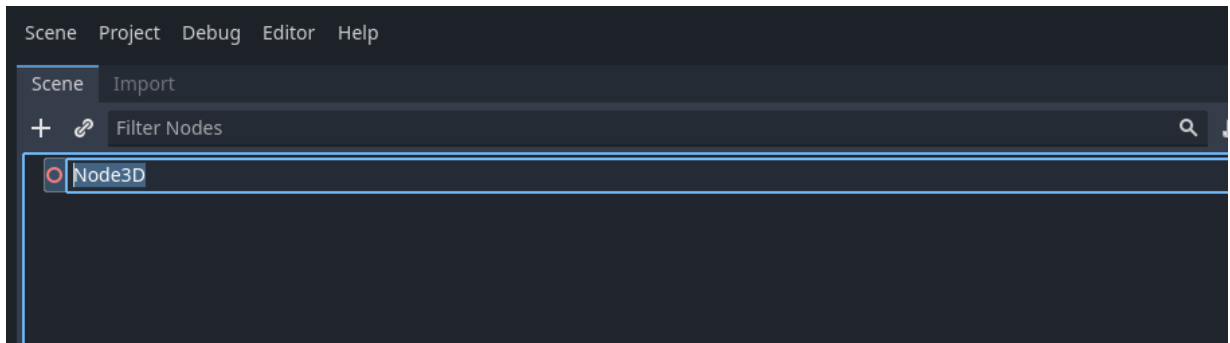 Scene Project Debug Editor Help
Scene Import
Filter Nodes
Node3D